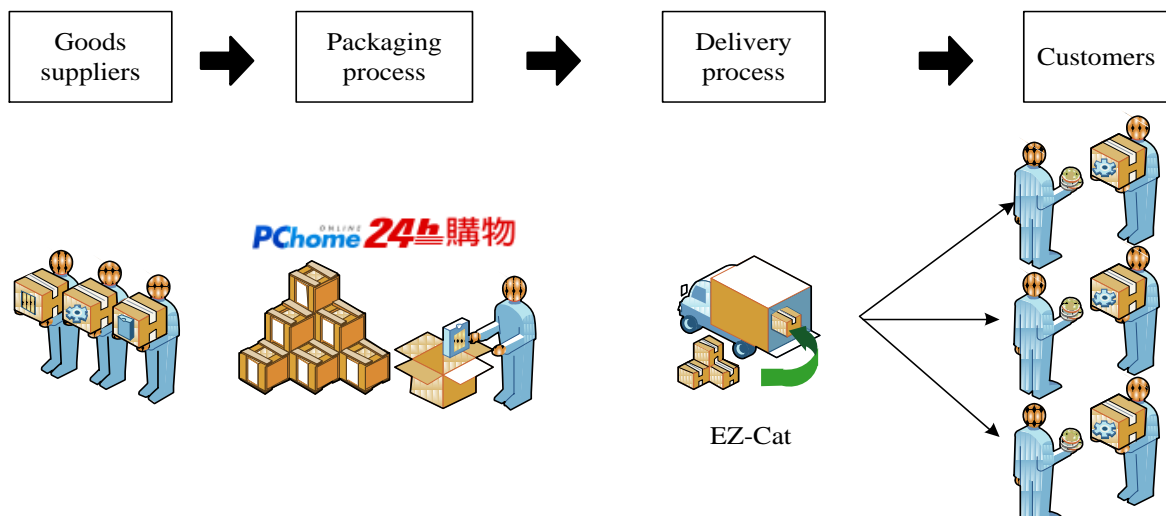 Goods
suppliers
Packaging
process
Delivery
process
Customers
ONLINE
PChome 24h購物
EZ-Cat